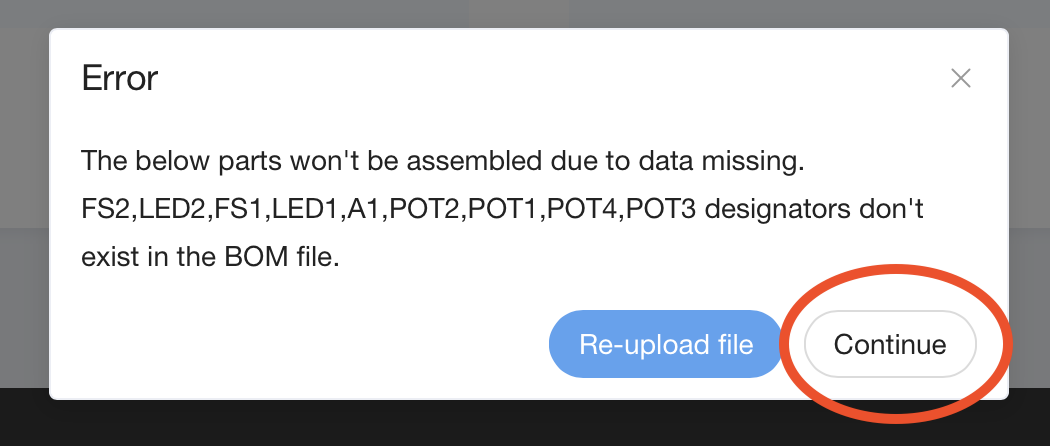 Error
The below parts won't be assembled due to data missing.
FS2,LED2,FS1,LED1,A1,POT2,POT1,POT4,POT3 designators don't
exist in the BOM file.
Re-upload file
Continue